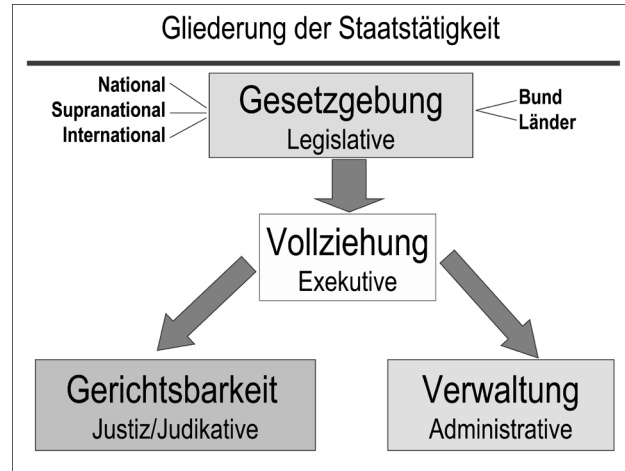 Gliederung der Staatstätigkeit
National
Supranational
International
Gesetzgebung
Legislative
Bund
Länder
Vollziehung
Exekutive
Gerichtsbarkeit
Justiz/Judikative
Verwaltung
Administrative